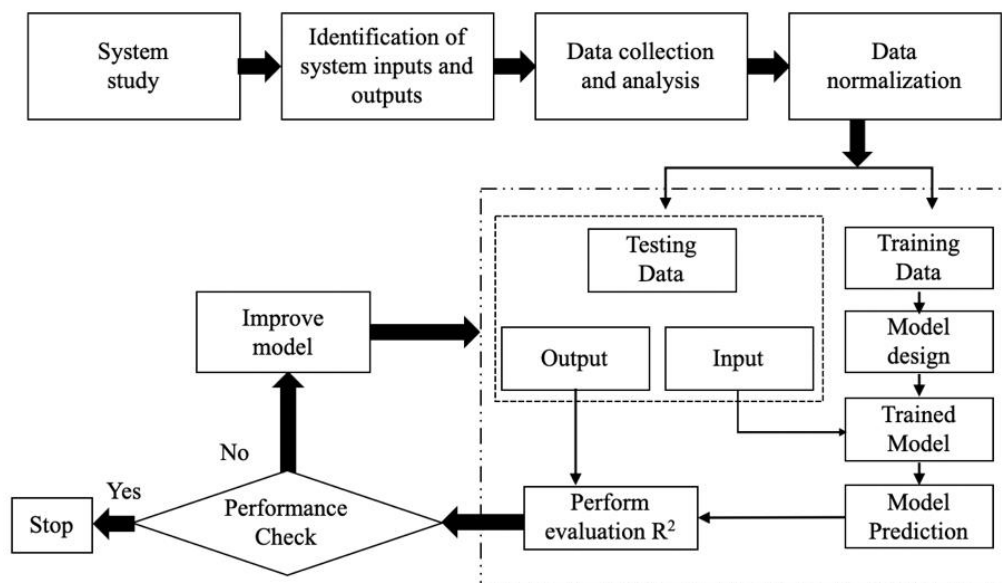 System
study
Identification of
system inputs and
outputs
Data collection
and analysis
Data
normalization
Testing
Data
Training
Data
Improve
model
Output
Input
Model
design
Trained
Model
No
Yes
Stop
Performance
Check
Perform
evaluation R²
Model
Prediction